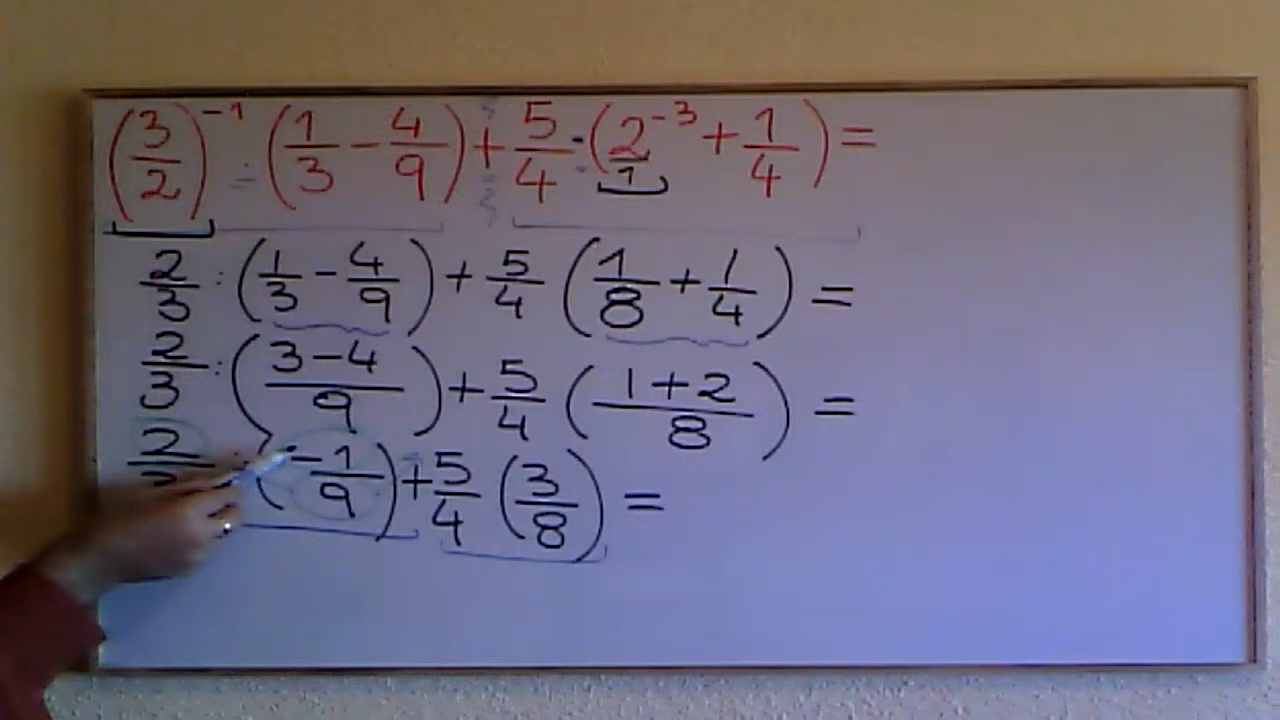 (3/2)⁻¹ : (1/3 − 4/9) + 5/4 · (2⁻³/1 + 1/4) =
2/3 : (1/3 − 4/9) + 5/4 (1/8 + 1/4) =
2/3 : ((3−4)/9) + 5/4 ((1+2)/8) =
2/ (−1/9) + 5/4 (3/8) =